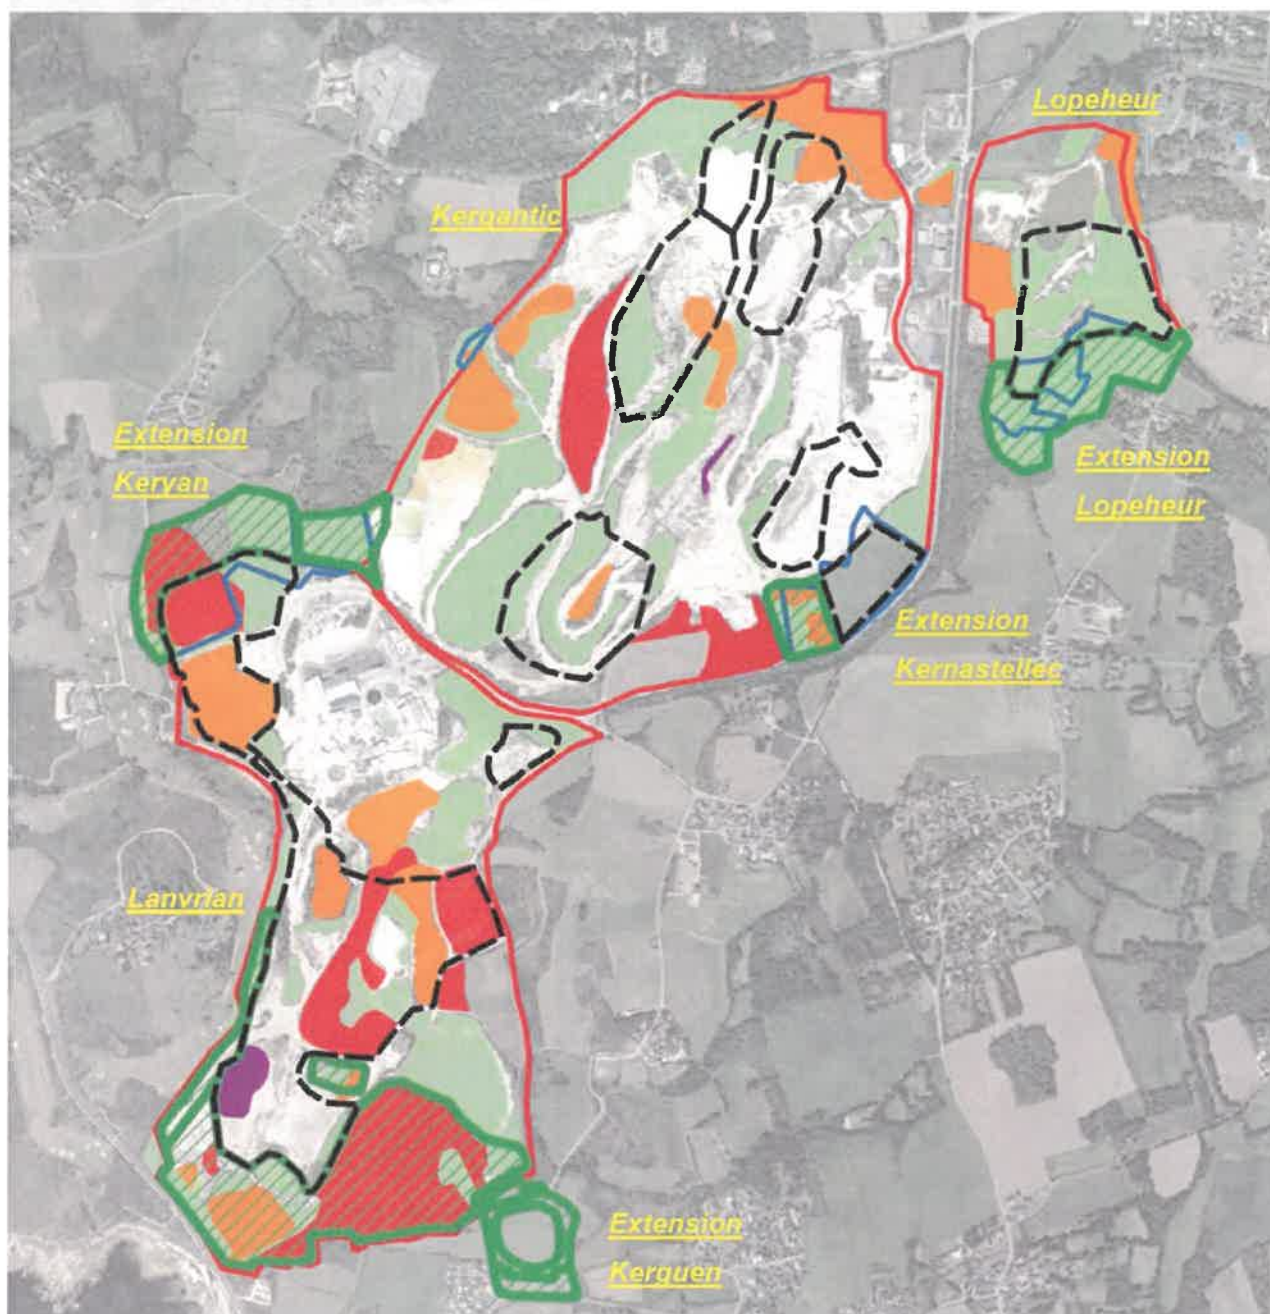 Lopeheur
Kergantic
Extension
Keryan
Extension
Lopeheur
Extension
Kernastellec
Lanvrian
Extension
Kerguen